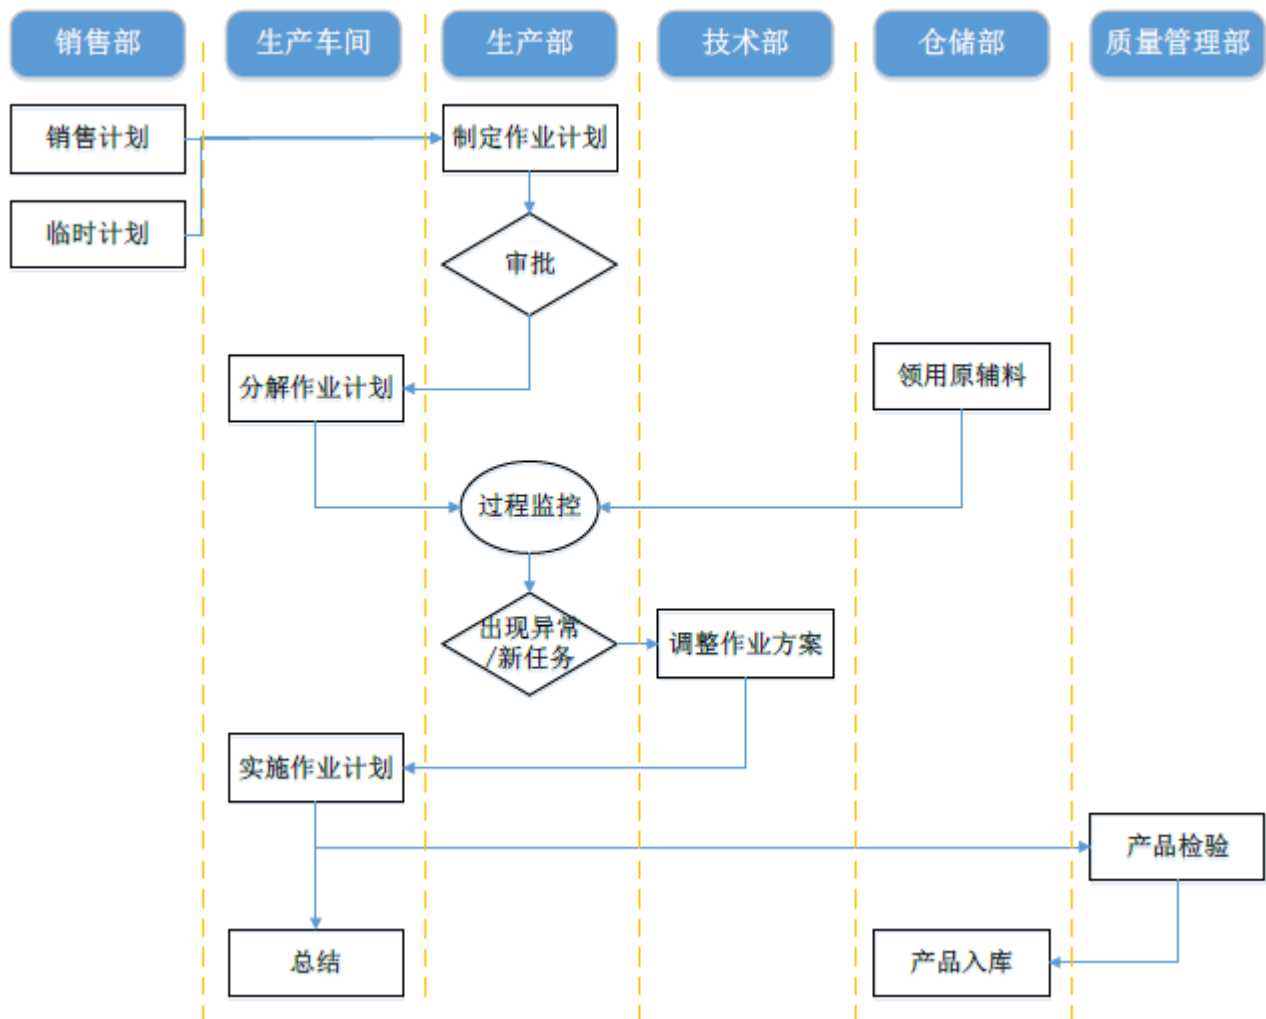 销售部
生产车间
生产部
技术部
仓储部
质量管理部
销售计划
制定作业计划
临时计划
审批
分解作业计划
领用原辅料
过程监控
出现异常
/新任务
调整作业方案
实施作业计划
产品检验
总结
产品入库